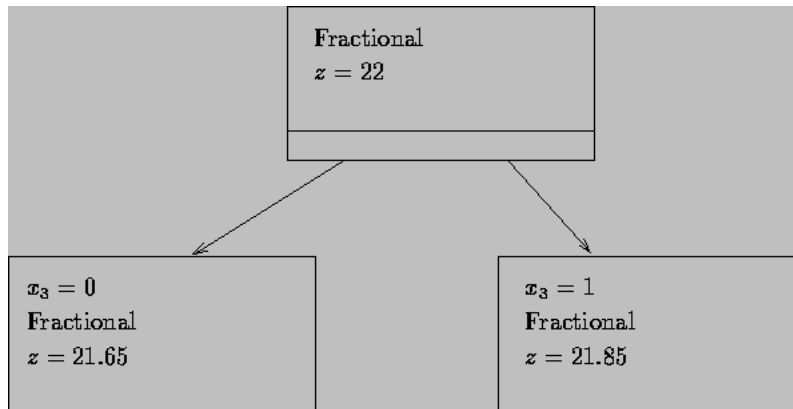 Fractional
z = 22
x₃ = 0
Fractional
z = 21.65
x₃ = 1
Fractional
z = 21.85